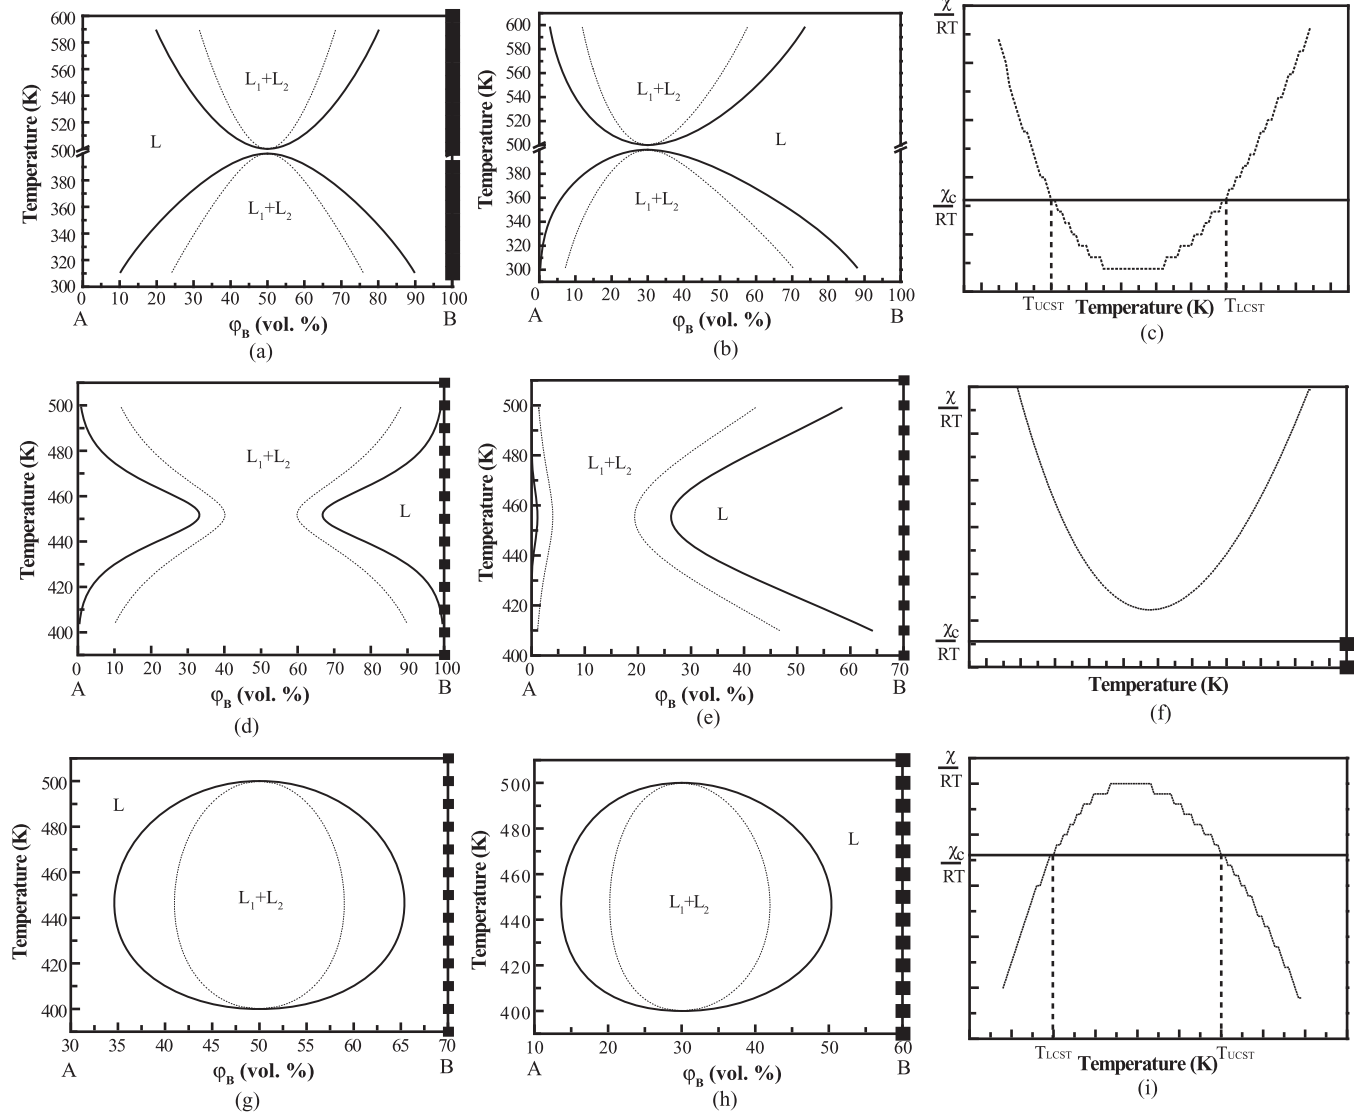 600
590
560
540
520
500
380
360
340
310
300
Temperature (K)
L₁+L₂
L
L₁+L₂
0 10 20 30 40 50 60 70 80 90 100
A B
φB (vol. %)
(a)
600
580
560
540
520
500
380
360
340
320
300
Temperature (K)
L₁+L₂
L
L₁+L₂
0 10 20 30 40 50 60 70 80 90 100
A B
φB (vol. %)
(b)
χ
RT
χc
RT
TUCST Temperature (K) TLCST
(c)
500
480
460
440
420
400
Temperature (K)
L₁+L₂
L
0 10 20 30 40 50 60 70 80 90 100
A B
φB (vol. %)
(d)
500
480
460
440
420
400
Temperature (K)
L₁+L₂
L
0 10 20 30 40 50 60 70
A B
φB (vol. %)
(e)
χ
RT
χc
RT
Temperature (K)
(f)
500
480
460
440
420
400
Temperature (K)
L
L₁+L₂
30 35 40 45 50 55 60 65 70
A B
φB (vol. %)
(g)
500
480
460
440
420
400
Temperature (K)
L
L₁+L₂
10 20 30 40 50 60
A B
φB (vol. %)
(h)
χ
RT
χc
RT
TLCST Temperature (K) TUCST
(i)